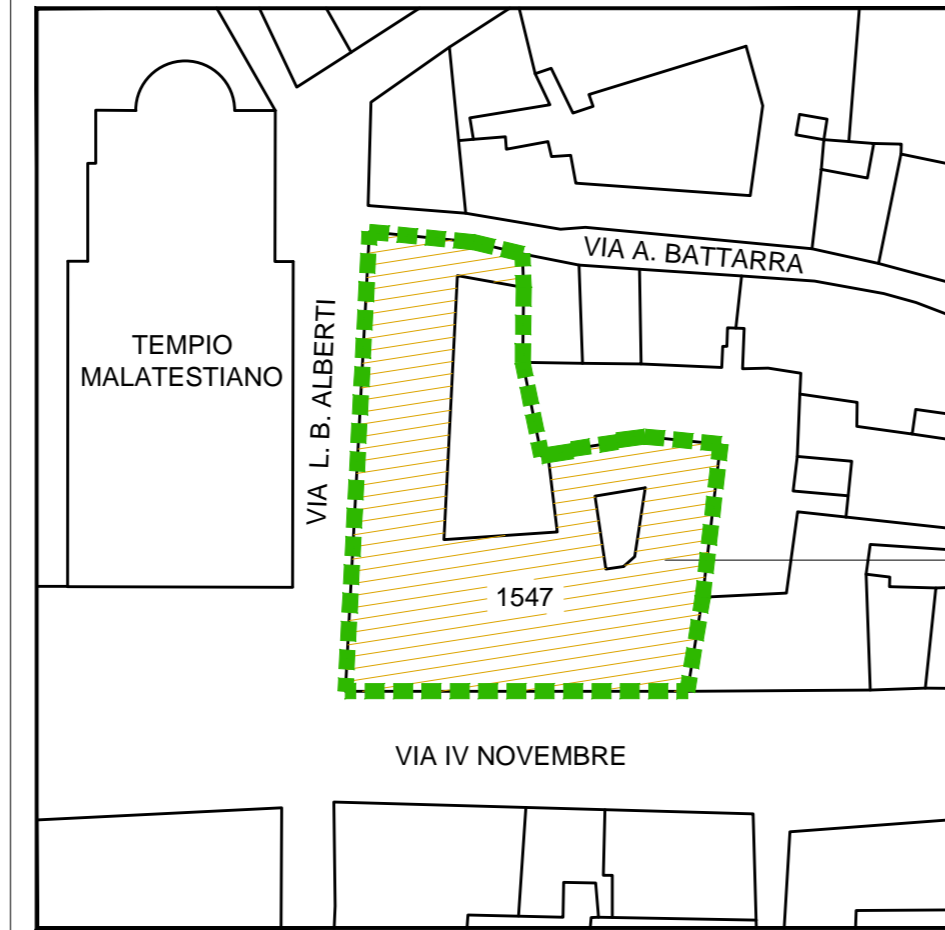 VIA A. BATTARRA
TEMPIO
MALATESTIANO
VIA L. B. ALBERTI
1547
VIA IV NOVEMBRE